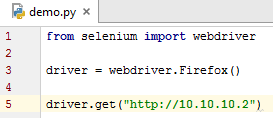 demo.py ×
1 from selenium import webdriver
2
3 driver = webdriver.Firefox()
4
5 driver.get("http://10.10.10.2")